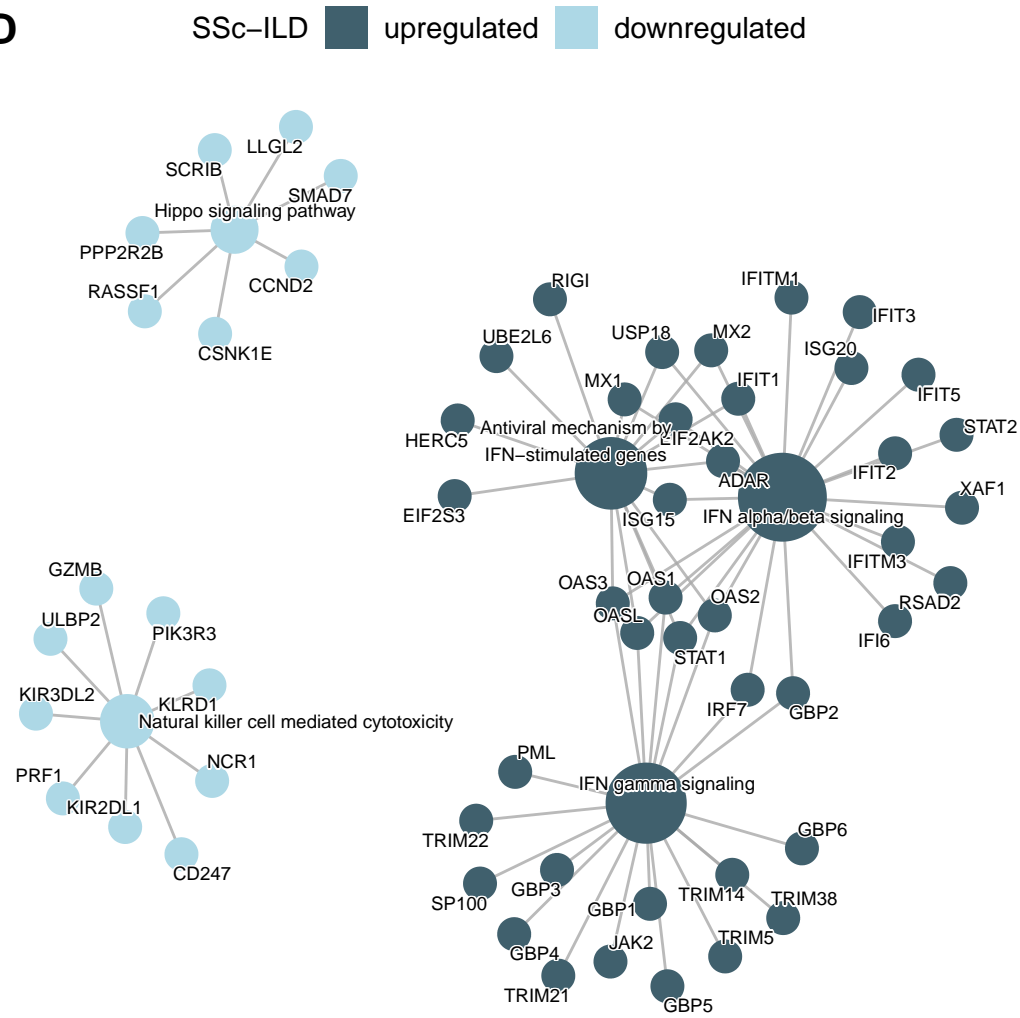 D
SSc−ILD upregulated downregulated
LLGL2
SCRIB
SMAD7
Hippo signaling pathway
PPP2R2B
CCND2
RASSF1
CSNK1E
RIGI
IFITM1
IFIT3
UBE2L6
USP18
MX2
ISG20
MX1
IFIT1
IFIT5
HERC5
Antiviral mechanism by
IFN−stimulated genes
EIF2AK2
STAT2
IFIT2
ADAR
XAF1
EIF2S3
ISG15
IFN alpha/beta signaling
IFITM3
OAS3
OAS1
OAS2
RSAD2
OASL
IFI6
STAT1
GZMB
ULBP2
PIK3R3
KIR3DL2
KLRD1
Natural killer cell mediated cytotoxicity
IRF7
GBP2
NCR1
PRF1
KIR2DL1
CD247
PML
IFN gamma signaling
TRIM22
GBP6
SP100
GBP3
GBP1
TRIM14
TRIM38
GBP4
JAK2
TRIM5
TRIM21
GBP5